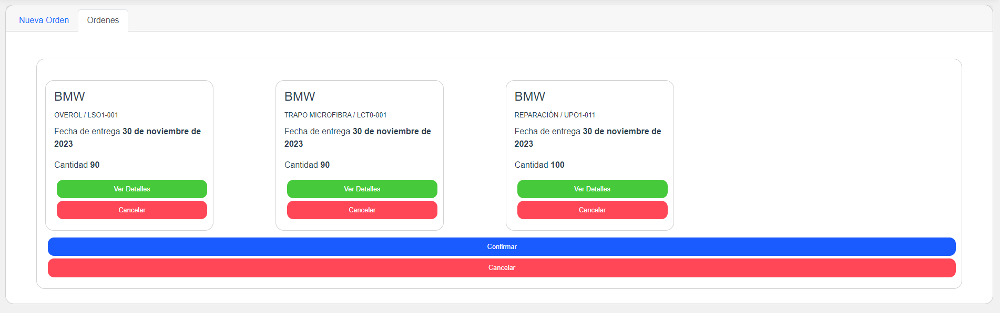 Nueva Orden
Ordenes
BMW
OVEROL / LSO1-001
Fecha de entrega 30 de noviembre de
2023
Cantidad 90
Ver Detalles
Cancelar
BMW
TRAPO MICROFIBRA / LCT0-001
Fecha de entrega 30 de noviembre de
2023
Cantidad 90
Ver Detalles
Cancelar
BMW
REPARACIÓN / UPO1-011
Fecha de entrega 30 de noviembre de
2023
Cantidad 100
Ver Detalles
Cancelar
Confirmar
Cancelar